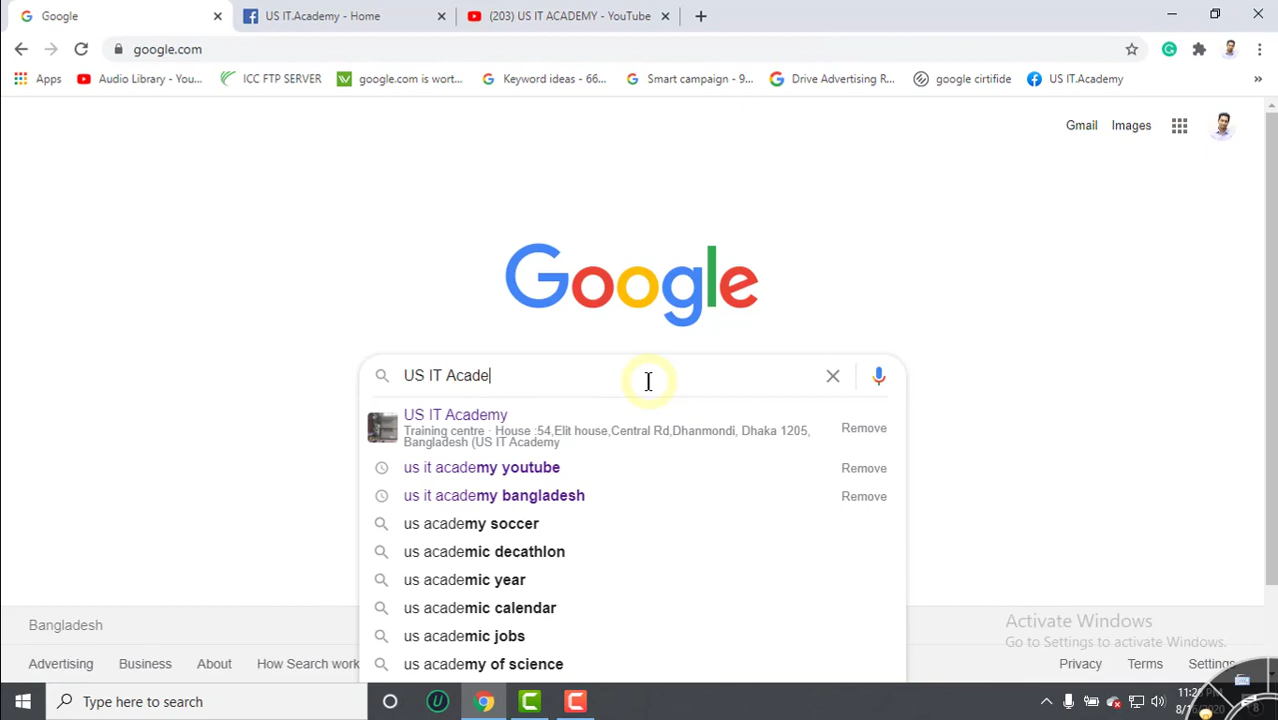 Google
US IT.Academy - Home
(203) US IT ACADEMY - YouTube
google.com
Apps
Audio Library - You...
ICC FTP SERVER
google.com is wort...
Keyword ideas - 66...
Smart campaign - 9...
Drive Advertising R...
google cirtifide
US IT.Academy
»
Gmail
Images
Google
US IT Acade
US IT Academy
Training centre · House :54,Elit house,Central Rd,Dhanmondi, Dhaka 1205,
Bangladesh (US IT Academy
Remove
us it academy youtube
Remove
us it academy bangladesh
Remove
us academy soccer
us academic decathlon
us academic year
us academic calendar
us academic jobs
us academy of science
Bangladesh
Activate Windows
Go to Settings to activate Windows.
Advertising
Business
About
How Search work
Privacy
Terms
Settings
Type here to search
8/16/2020